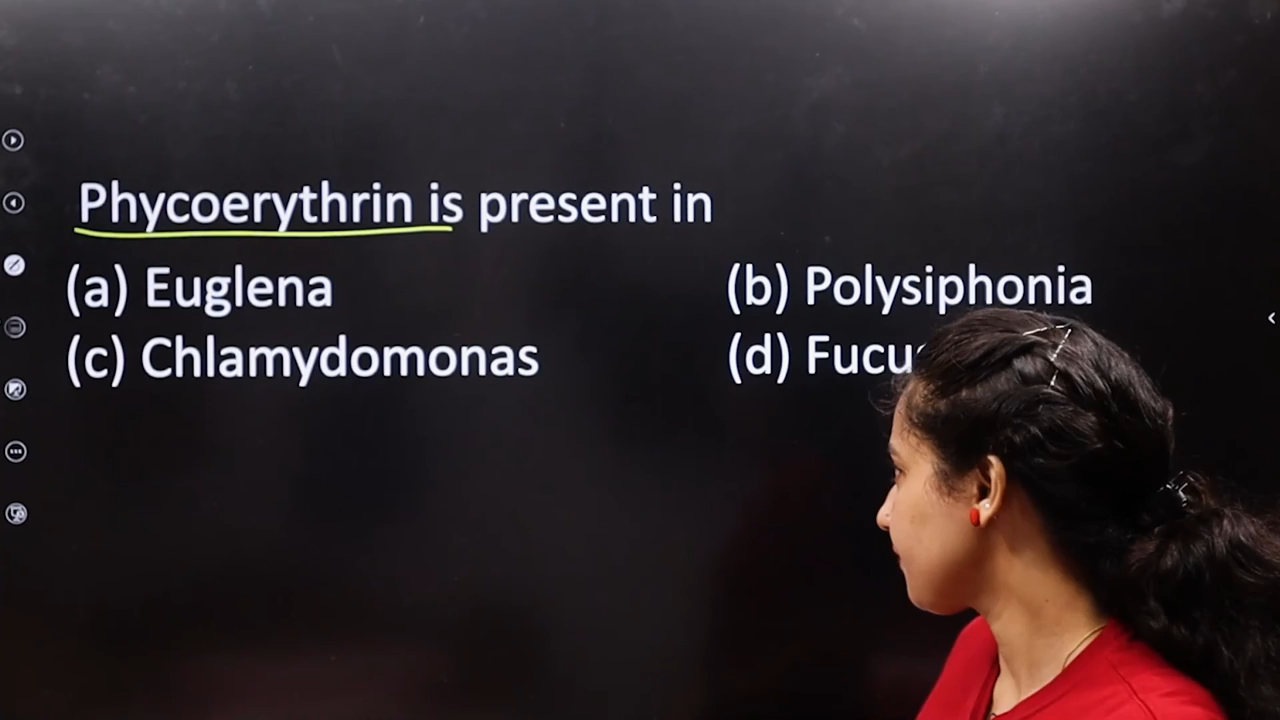 Phycoerythrin is present in
(a) Euglena (b) Polysiphonia
(c) Chlamydomonas (d)